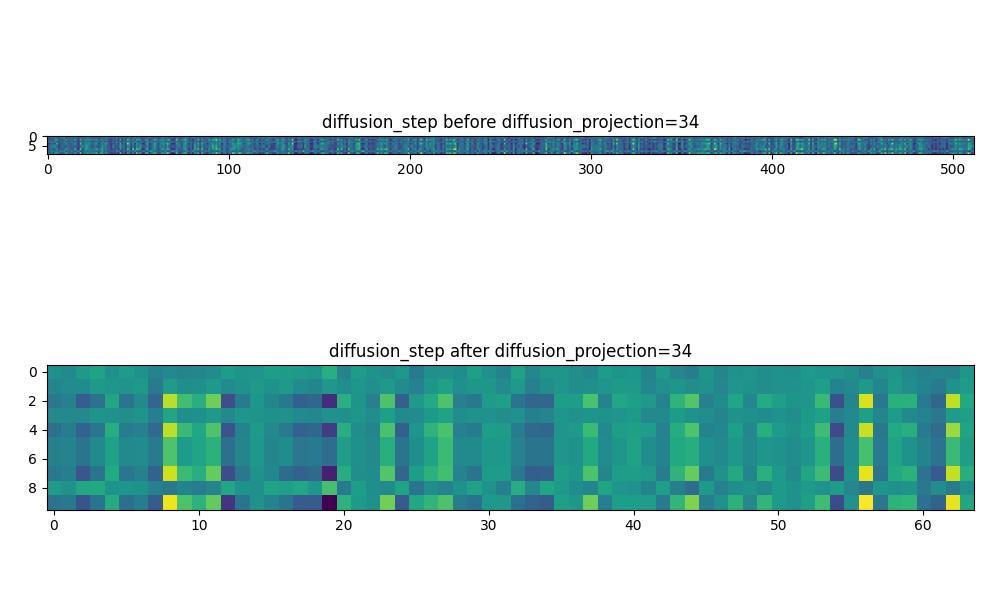 diffusion_step before diffusion_projection=34
0
5
0 100 200 300 400 500
diffusion_step after diffusion_projection=34
0
2
4
6
8
0 10 20 30 40 50 60